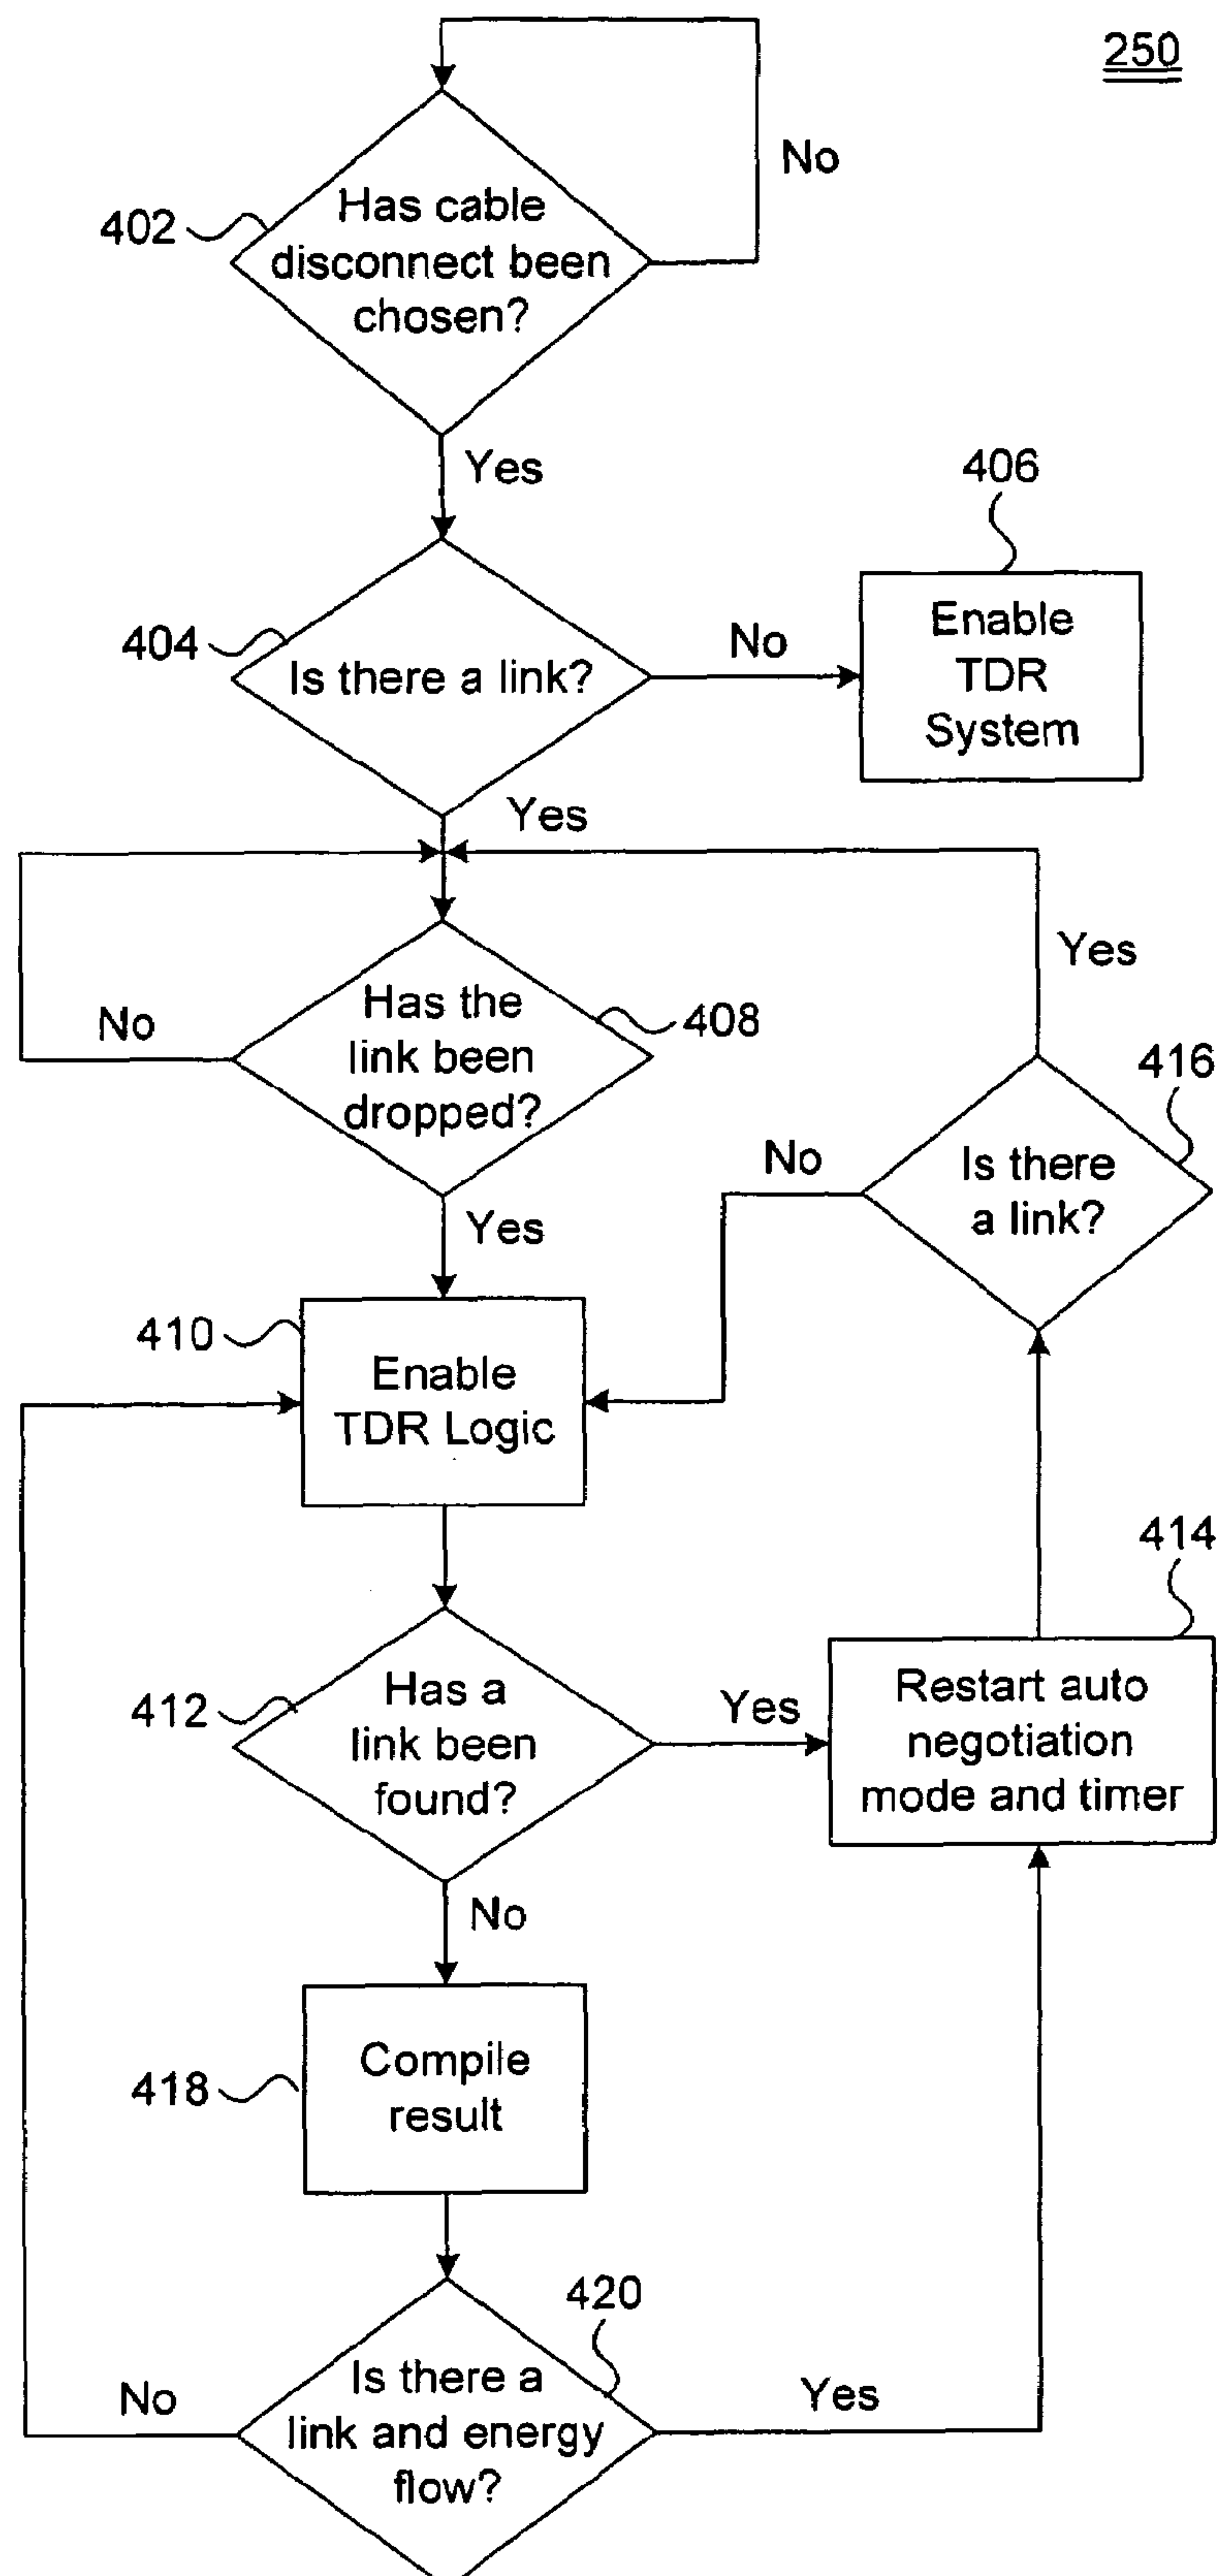 250
No
402
Has cable
disconnect been
chosen?
Yes
406
404
Is there a link?
No
Enable
TDR
System
Yes
No
Has the
link been
dropped?
408
Yes
416
Is there
a link?
No
Yes
410
Enable
TDR Logic
414
412
Has a
link been
found?
Yes
Restart auto
negotiation
mode and timer
No
418
Compile
result
420
No
Is there a
link and energy
flow?
Yes